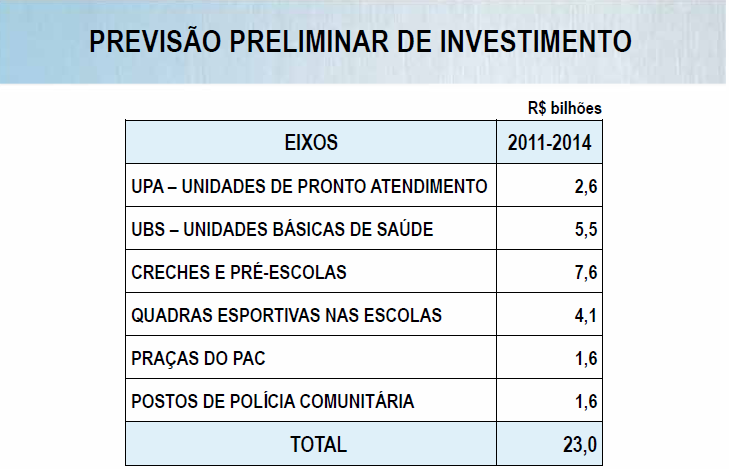 PREVISÃO PRELIMINAR DE INVESTIMENTO
R$ bilhões
EIXOS 2011-2014
UPA – UNIDADES DE PRONTO ATENDIMENTO 2,6
UBS – UNIDADES BÁSICAS DE SAÚDE 5,5
CRECHES E PRÉ-ESCOLAS 7,6
QUADRAS ESPORTIVAS NAS ESCOLAS 4,1
PRAÇAS DO PAC 1,6
POSTOS DE POLÍCIA COMUNITÁRIA 1,6
TOTAL 23,0